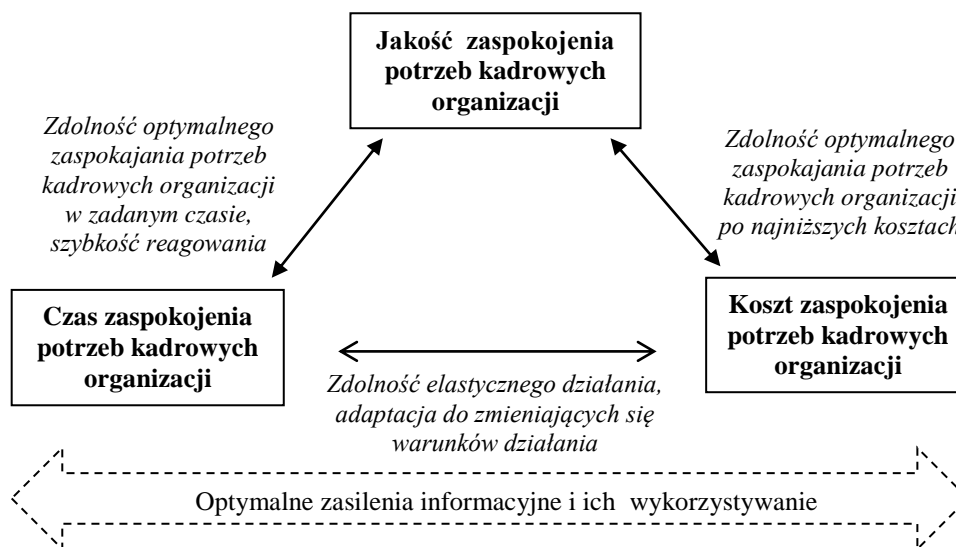 Jakość zaspokojenia
potrzeb kadrowych
organizacji
Zdolność optymalnego
zaspokajania potrzeb
kadrowych organizacji
w zadanym czasie,
szybkość reagowania
Zdolność optymalnego
zaspokajania potrzeb
kadrowych organizacji
po najniższych kosztach
Czas zaspokojenia
potrzeb kadrowych
organizacji
Koszt zaspokojenia
potrzeb kadrowych
organizacji
Zdolność elastycznego działania,
adaptacja do zmieniających się
warunków działania
Optymalne zasilenia informacyjne i ich wykorzystywanie